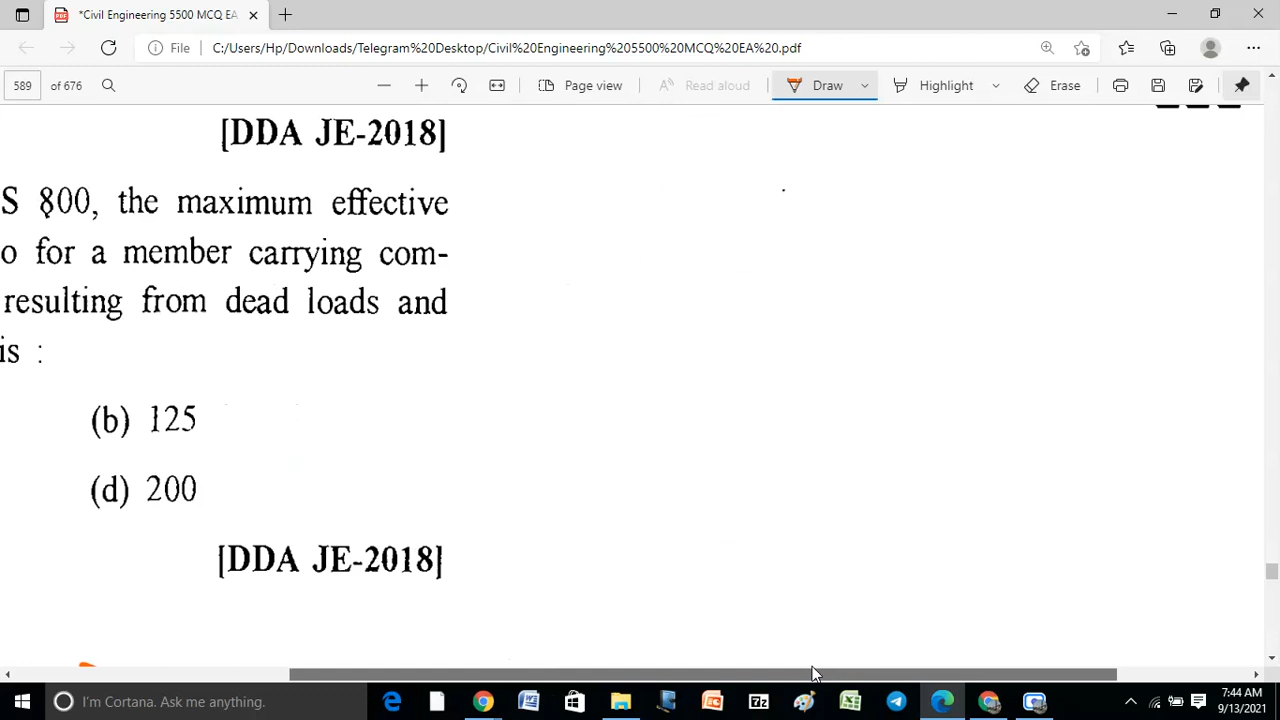 *Civil Engineering 5500 MCQ EA
File
C:/Users/Hp/Downloads/Telegram%20Desktop/Civil%20Engineering%205500%20MCQ%20EA%20.pdf
589 of 676
Page view
Read aloud
Draw
Highlight
Erase
[DDA JE-2018]
S 800, the maximum effective
o for a member carrying com-
resulting from dead loads and
is :
(b) 125
(d) 200
[DDA JE-2018]
I'm Cortana. Ask me anything.
7:44 AM
9/13/2021